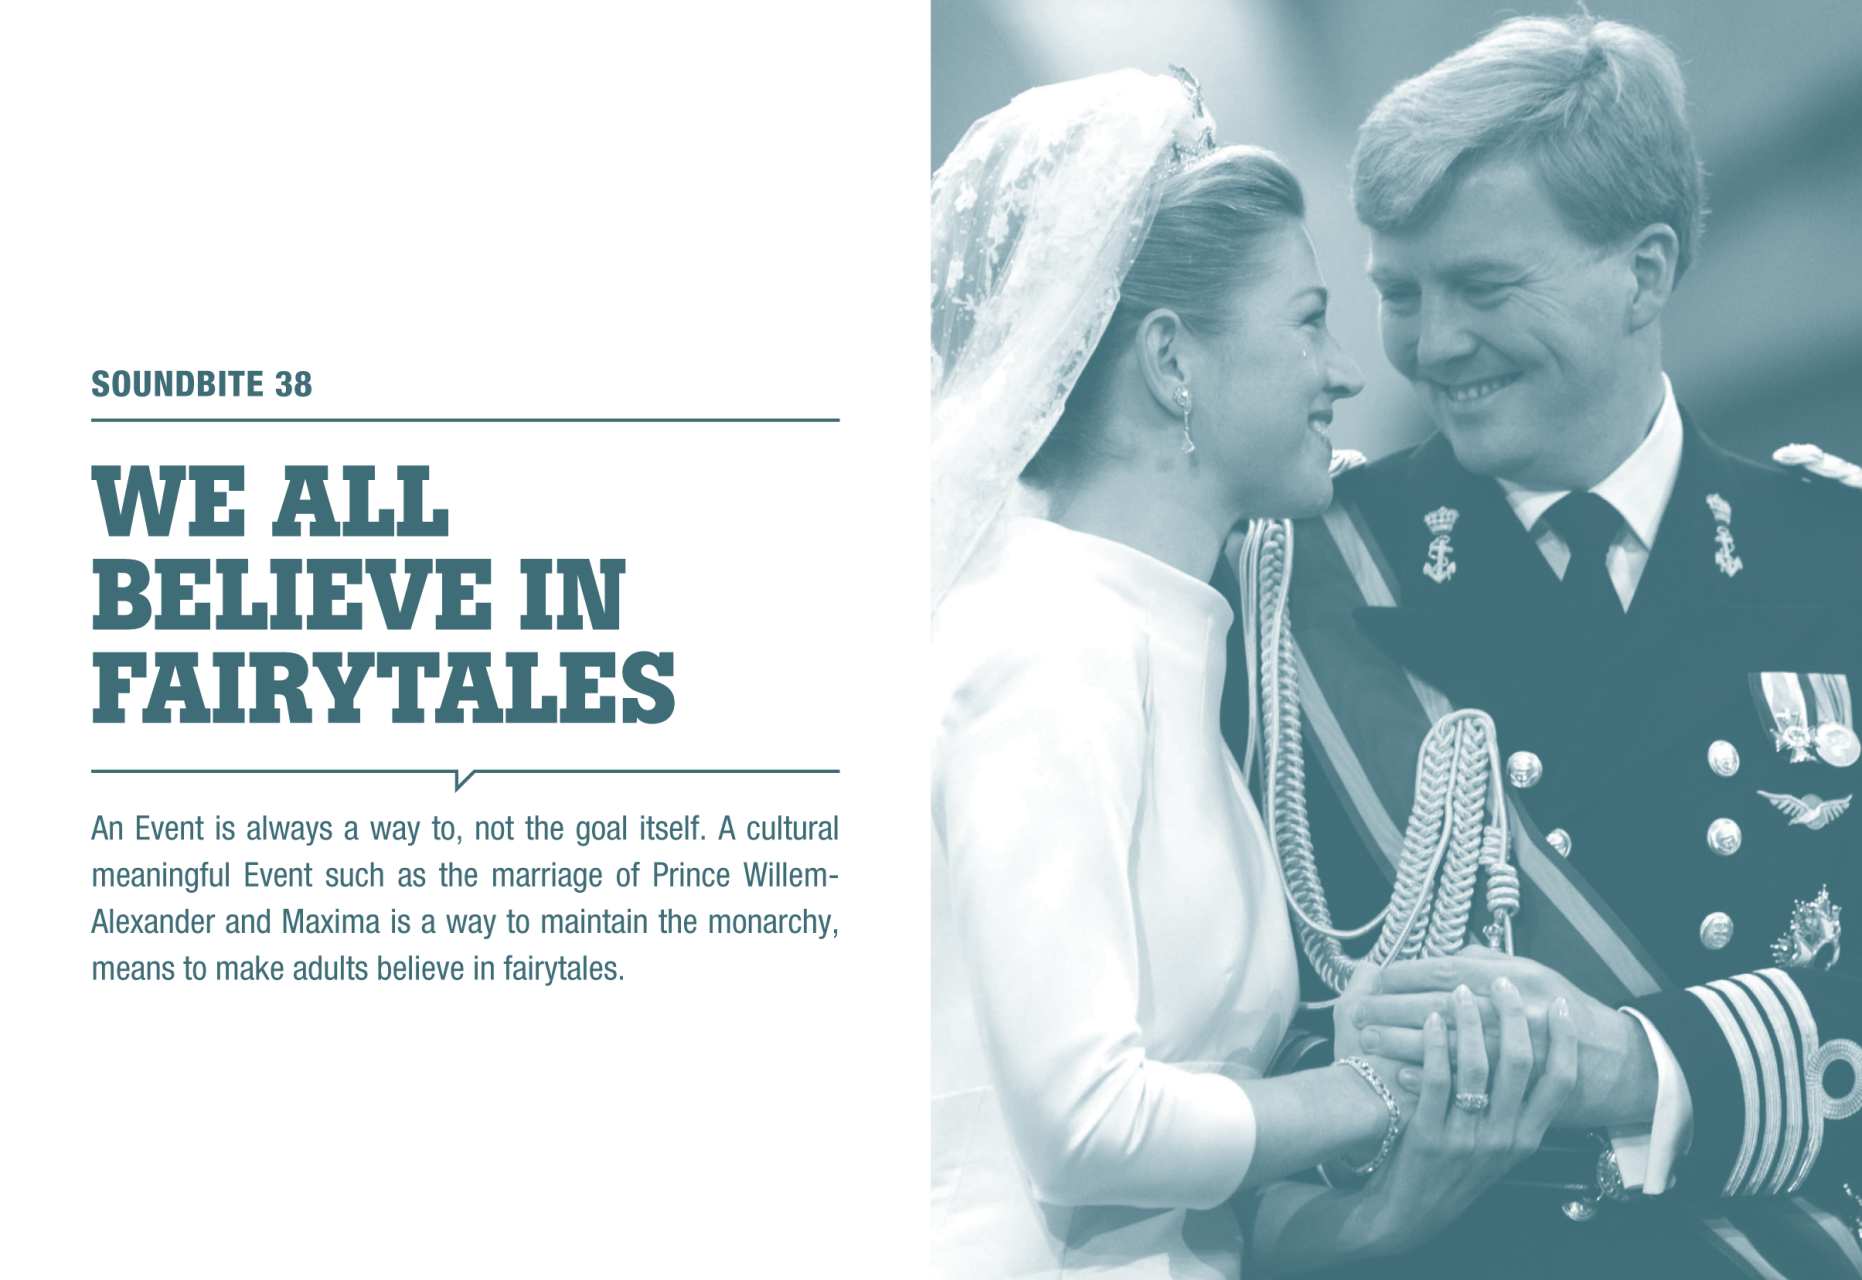 SOUNDBITE 38
WE ALL
BELIEVE IN
FAIRYTALES
An Event is always a way to, not the goal itself. A cultural
meaningful Event such as the marriage of Prince Willem-
Alexander and Maxima is a way to maintain the monarchy,
means to make adults believe in fairytales.